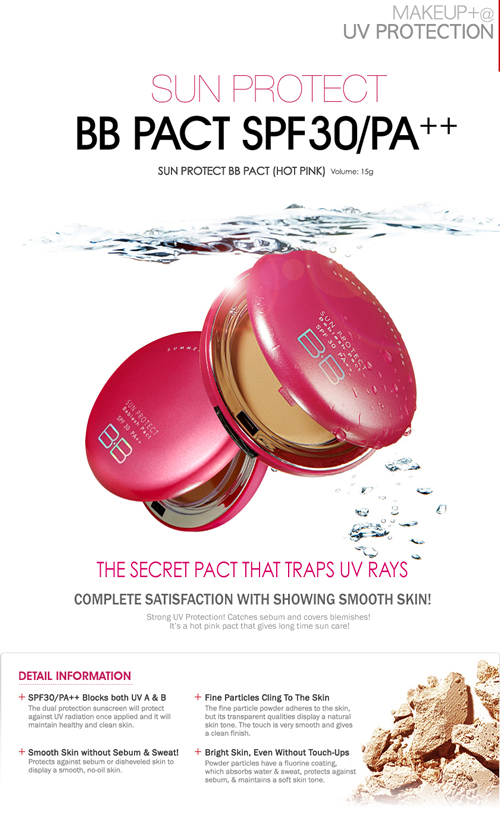 MAKEUP+@
UV PROTECTION
SUN PROTECT
BB PACT SPF30/PA++
SUN PROTECT BB PACT (HOT PINK) Volume: 15g
SUN PROTECT
Beblesh Pact
SPF 30 PA++
B·B
SUMME
SUN PROTECT
Beblesh Pact
SPF 30 PA++
B·B
THE SECRET PACT THAT TRAPS UV RAYS
COMPLETE SATISFACTION WITH SHOWING SMOOTH SKIN!
Strong UV Protection! Catches sebum and covers blemishes!
It's a hot pink pact that gives long time sun care!
DETAIL INFORMATION
+ SPF30/PA++ Blocks both UV A & B
The dual protection sunscreen will protect
against UV radiation once applied and it will
maintain healthy and clean skin.
+ Fine Particles Cling To The Skin
The fine particle powder adheres to the skin,
but its transparent qualities display a natural
skin tone. The touch is very smooth and gives
a clean finish.
+ Smooth Skin without Sebum & Sweat!
Protects against sebum or disheveled skin to
display a smooth, no-oil skin.
+ Bright Skin, Even Without Touch-Ups
Powder particles have a fluorine coating,
which absorbs water & sweat, protects against
sebum, & maintains a soft skin tone.